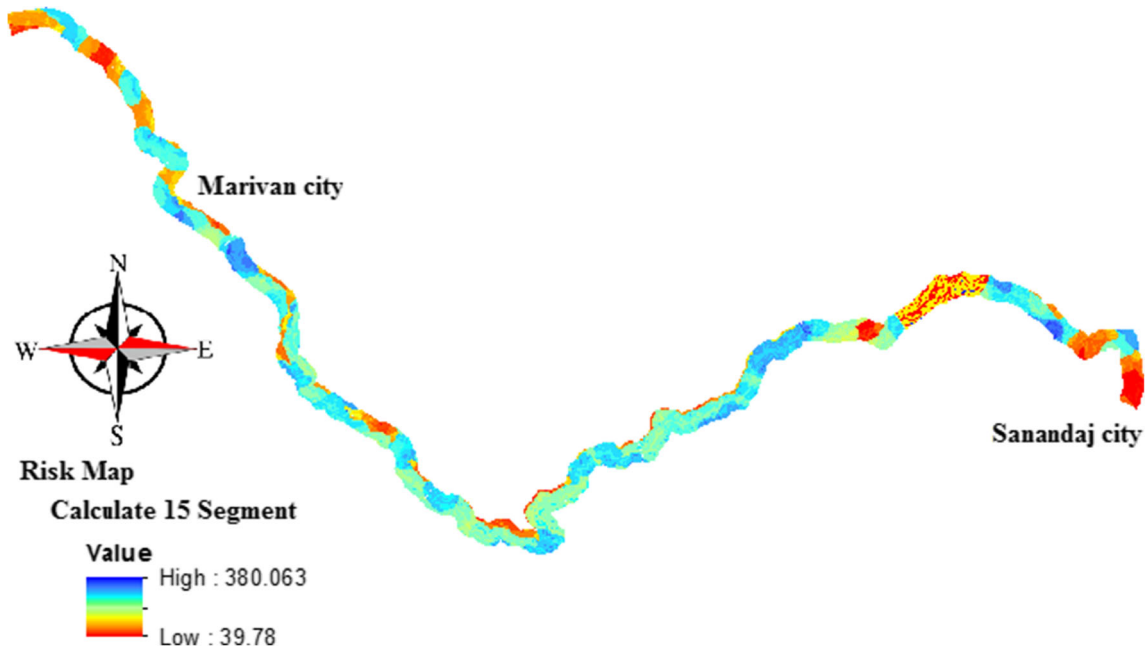 Marivan city
N
W
E
S
Sanandaj city
Risk Map
Calculate 15 Segment
Value
High : 380.063
Low : 39.78